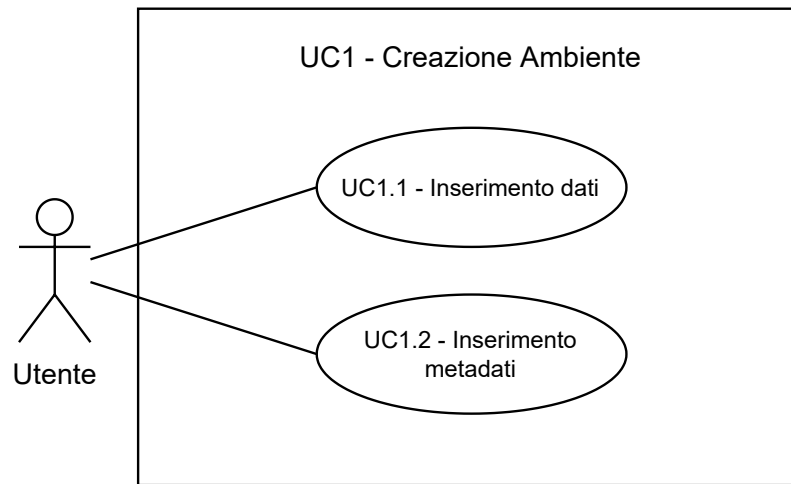 UC1 - Creazione Ambiente
UC1.1 - Inserimento dati
UC1.2 - Inserimento
metadati
Utente